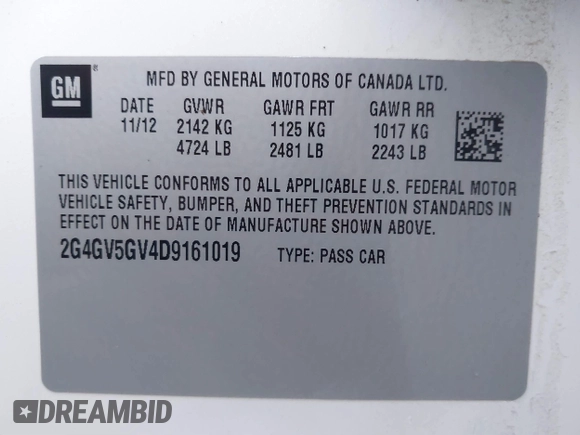 GM
MFD BY GENERAL MOTORS OF CANADA LTD.
DATE GVWR GAWR FRT GAWR RR
11/12 2142 KG 1125 KG 1017 KG
4724 LB 2481 LB 2243 LB
THIS VEHICLE CONFORMS TO ALL APPLICABLE U.S. FEDERAL MOTOR
VEHICLE SAFETY, BUMPER, AND THEFT PREVENTION STANDARDS IN
EFFECT ON THE DATE OF MANUFACTURE SHOWN ABOVE.
2G4GV5GV4D9161019 TYPE: PASS CAR
DREAMBID